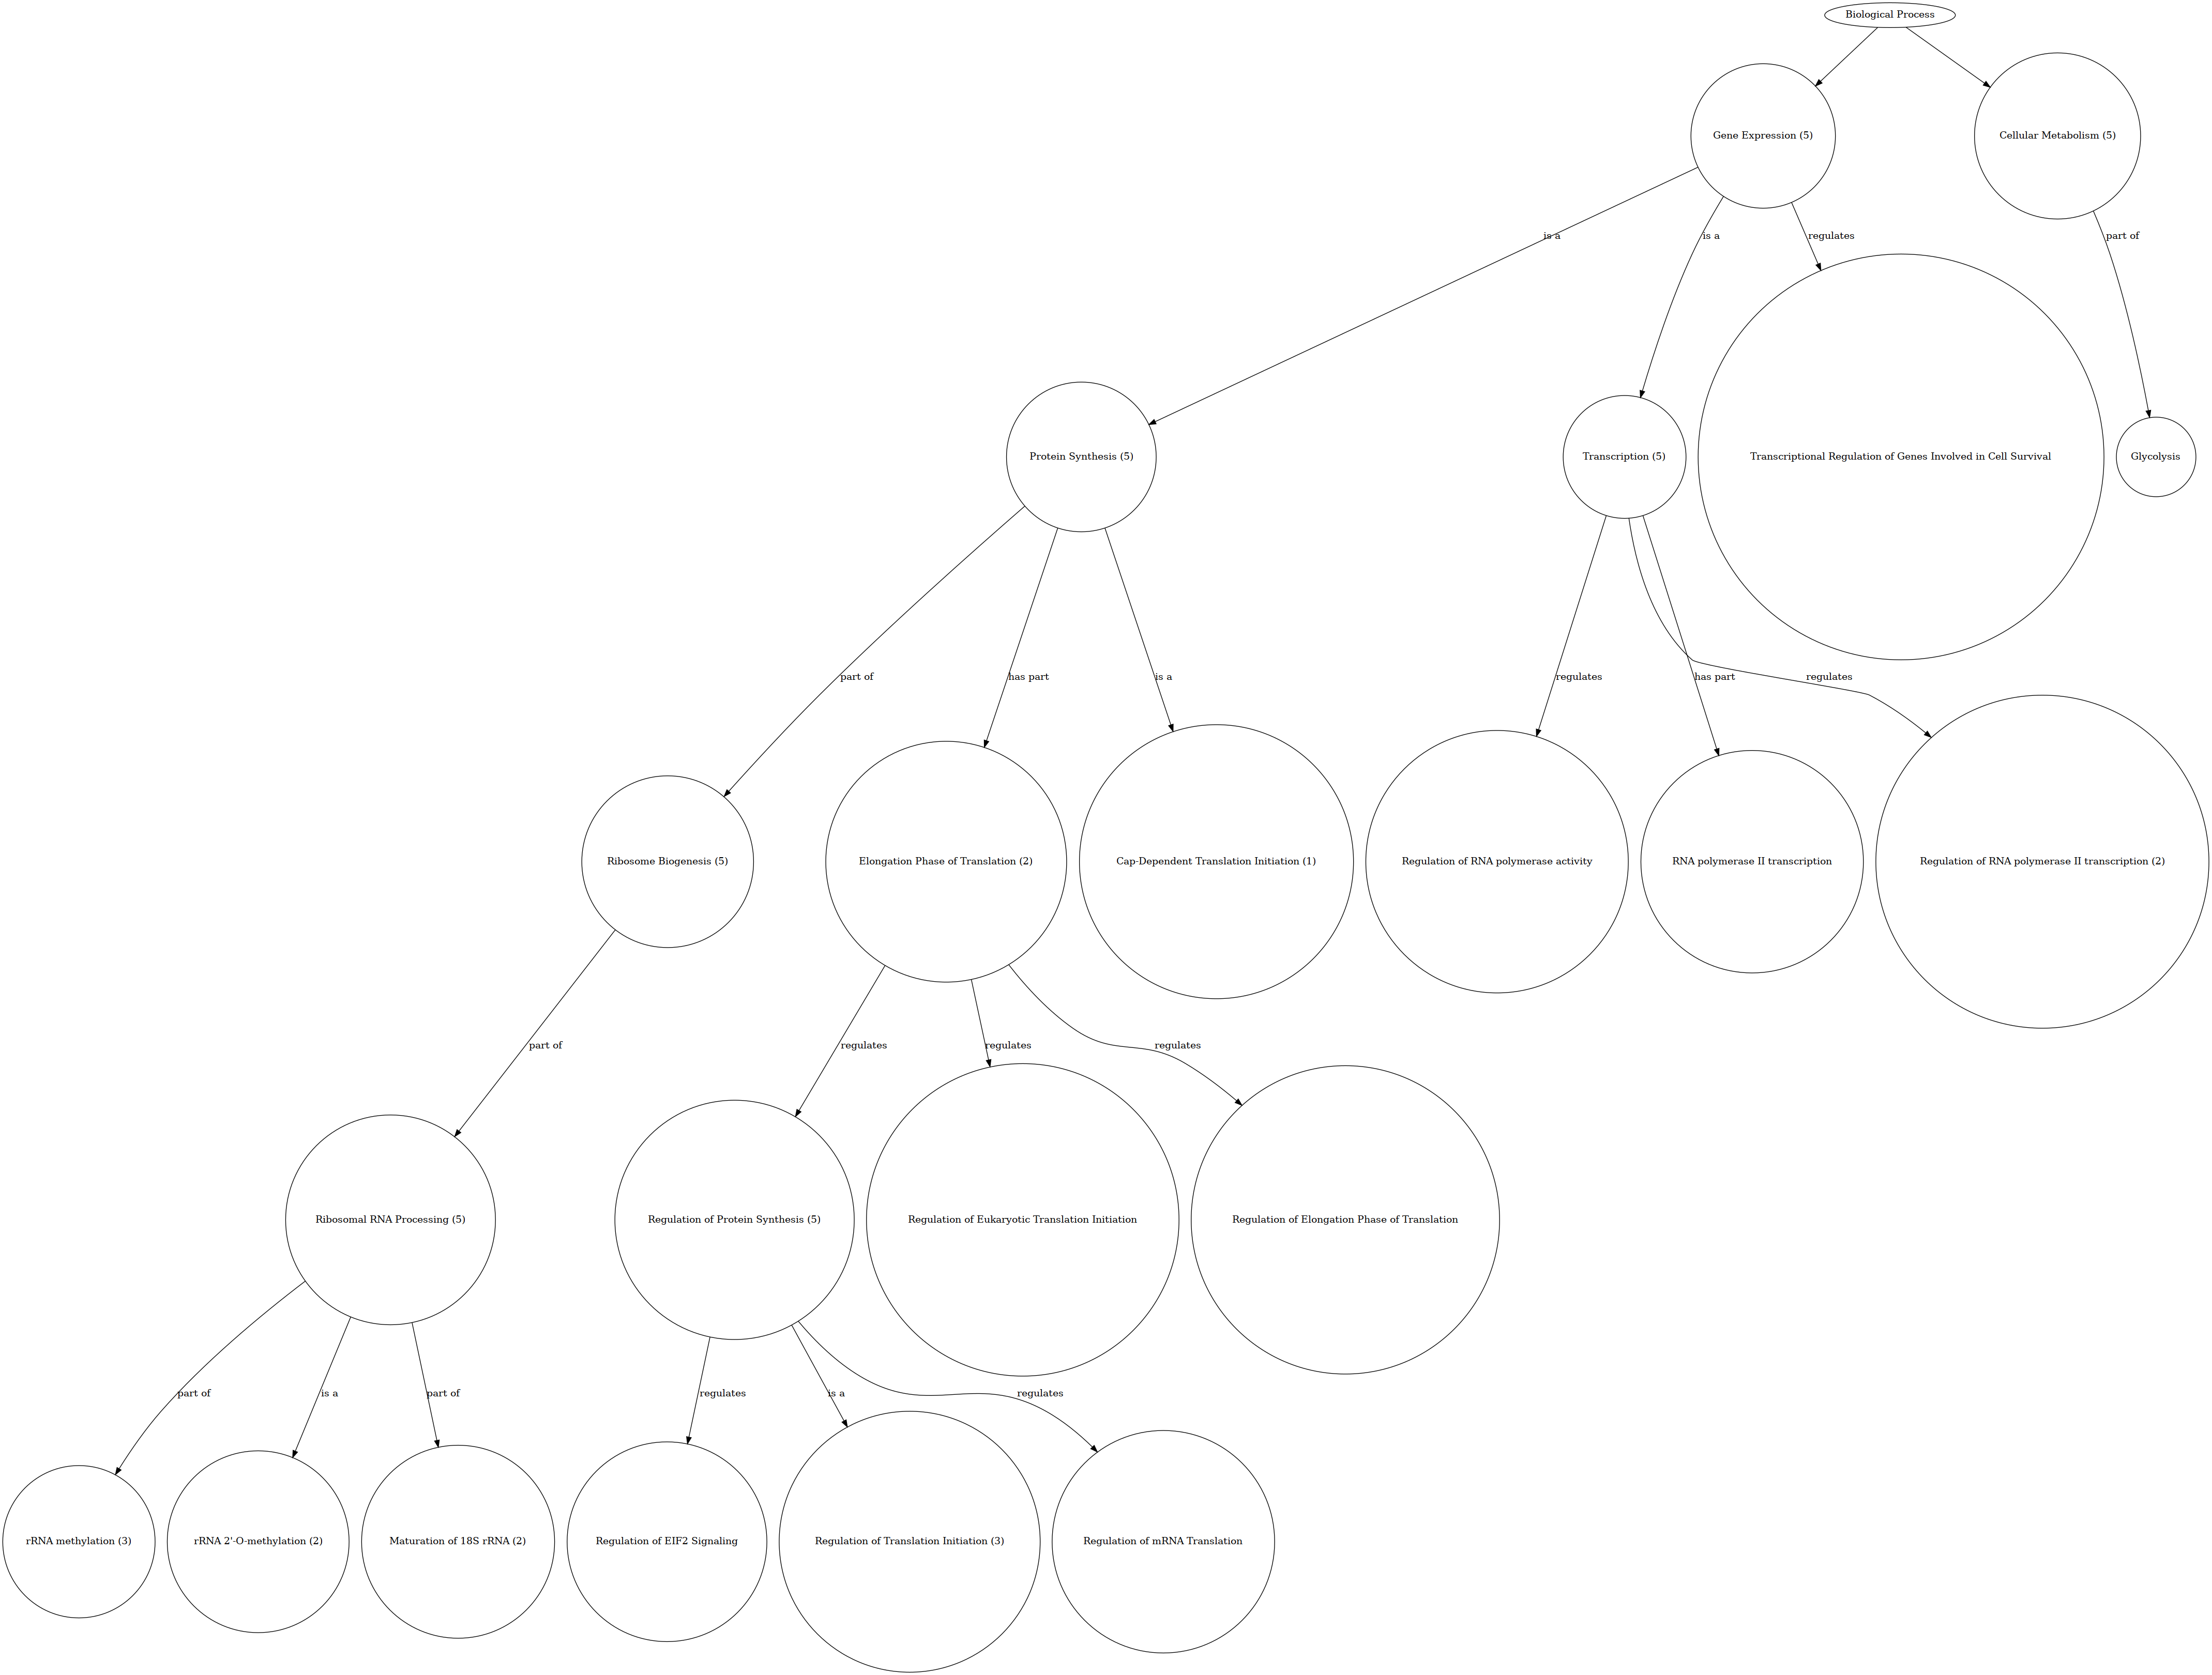 Biological Process
Gene Expression (5)
Cellular Metabolism (5)
is a
is a
regulates
part of
Protein Synthesis (5)
Transcription (5)
Transcriptional Regulation of Genes Involved in Cell Survival
Glycolysis
part of
has part
is a
regulates
has part
regulates
Ribosome Biogenesis (5)
Elongation Phase of Translation (2)
Cap-Dependent Translation Initiation (1)
Regulation of RNA polymerase activity
RNA polymerase II transcription
Regulation of RNA polymerase II transcription (2)
part of
regulates
regulates
regulates
Ribosomal RNA Processing (5)
Regulation of Protein Synthesis (5)
Regulation of Eukaryotic Translation Initiation
Regulation of Elongation Phase of Translation
part of
is a
part of
regulates
is a
regulates
rRNA methylation (3)
rRNA 2'-O-methylation (2)
Maturation of 18S rRNA (2)
Regulation of EIF2 Signaling
Regulation of Translation Initiation (3)
Regulation of mRNA Translation